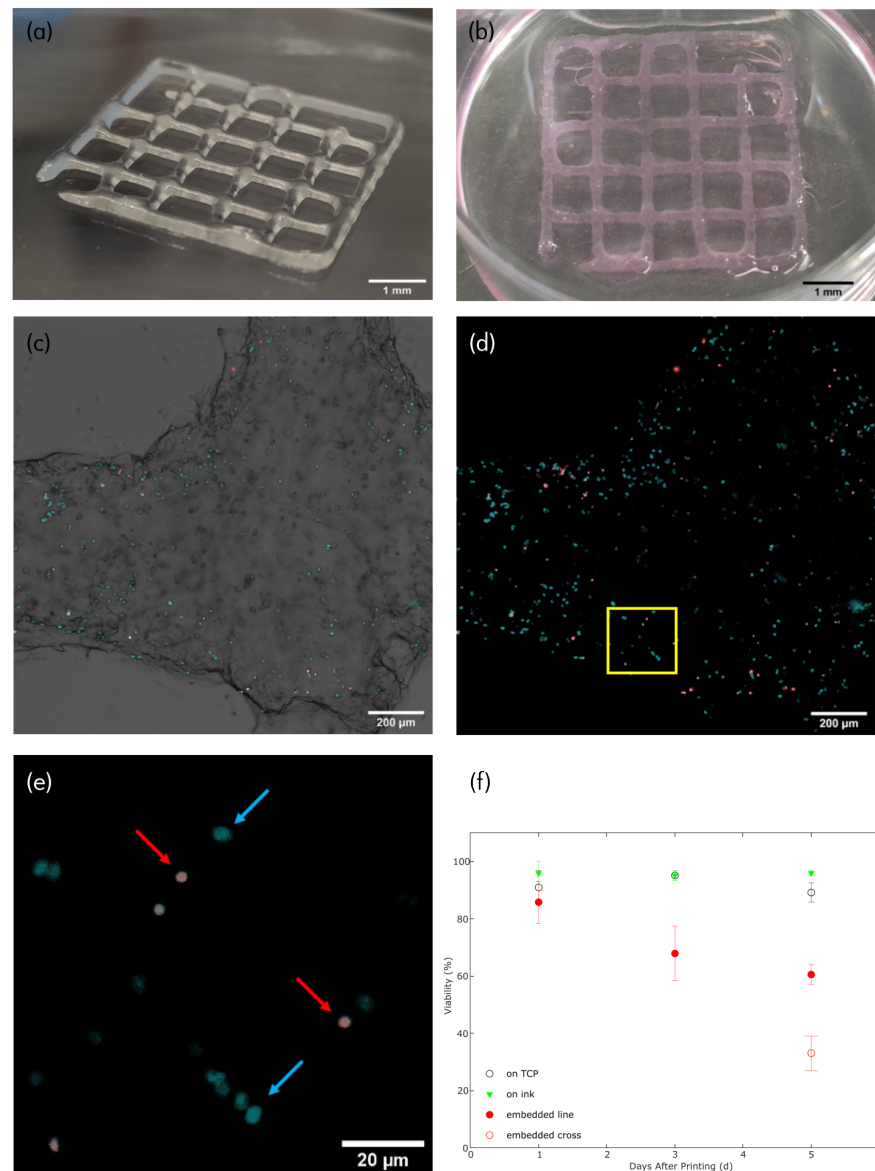 (a)
1 mm
(b)
1 mm
(c)
200 µm
(d)
200 µm
(e)
20 µm
(f)
100
80
60
40
20
0
Viability (%)
on TCP
on ink
embedded line
embedded cross
0 1 2 3 4 5
Days After Printing (d)